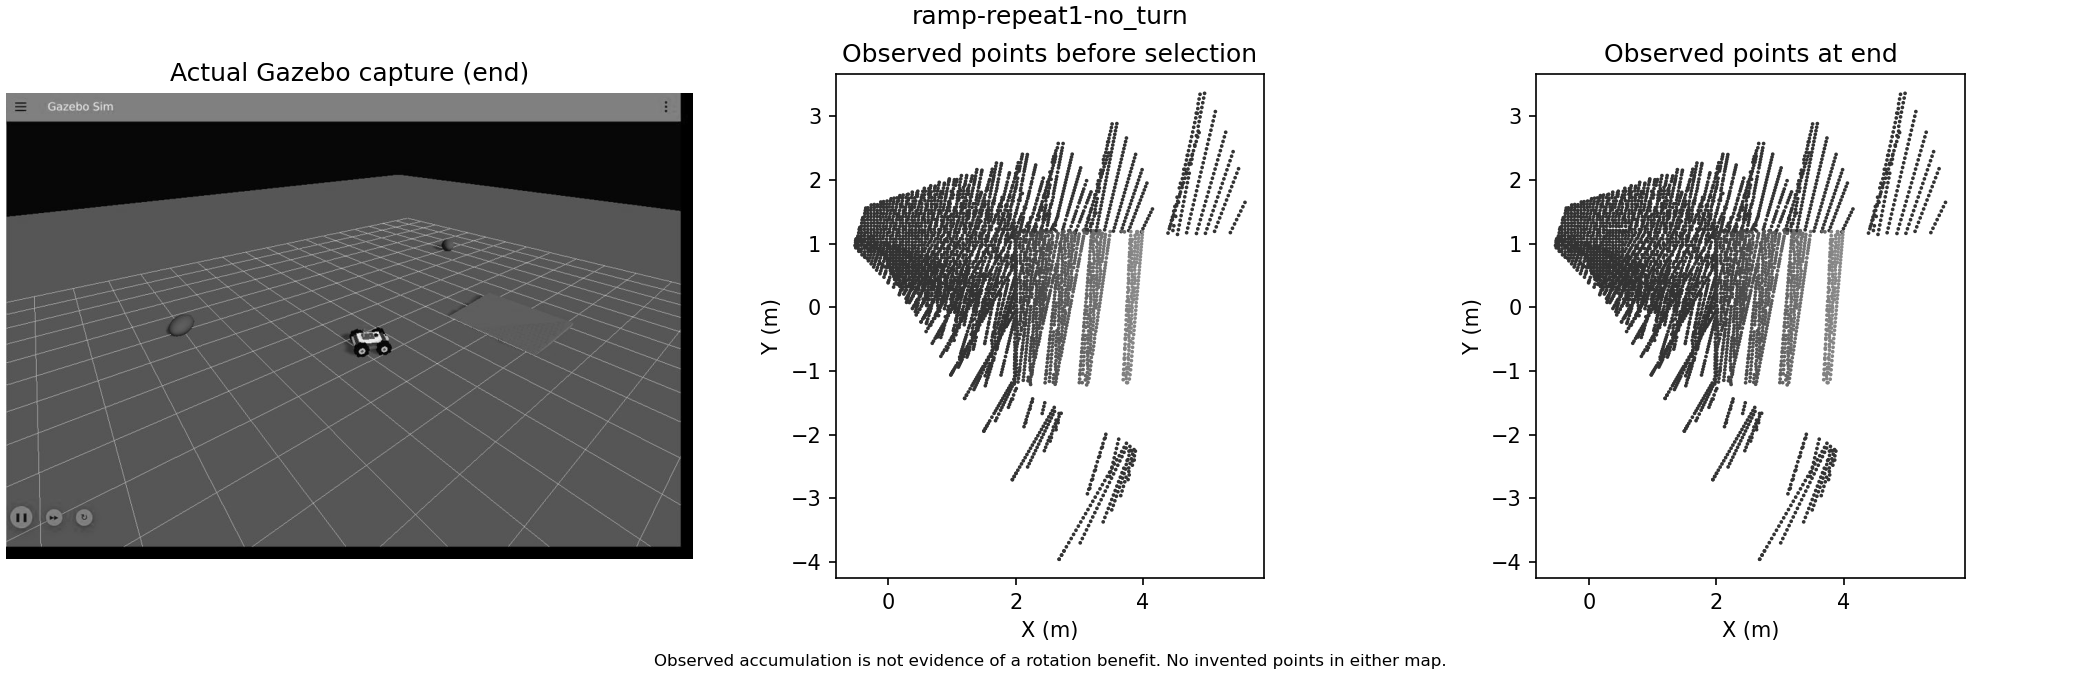 ramp-repeat1-no_turn
Actual Gazebo capture (end)
Observed points before selection
Observed points at end
Gazebo Sim
3
2
1
0
−1
−2
−3
−4
Y (m)
0 2 4
X (m)
3
2
1
0
−1
−2
−3
−4
Y (m)
0 2 4
X (m)
Observed accumulation is not evidence of a rotation benefit. No invented points in either map.